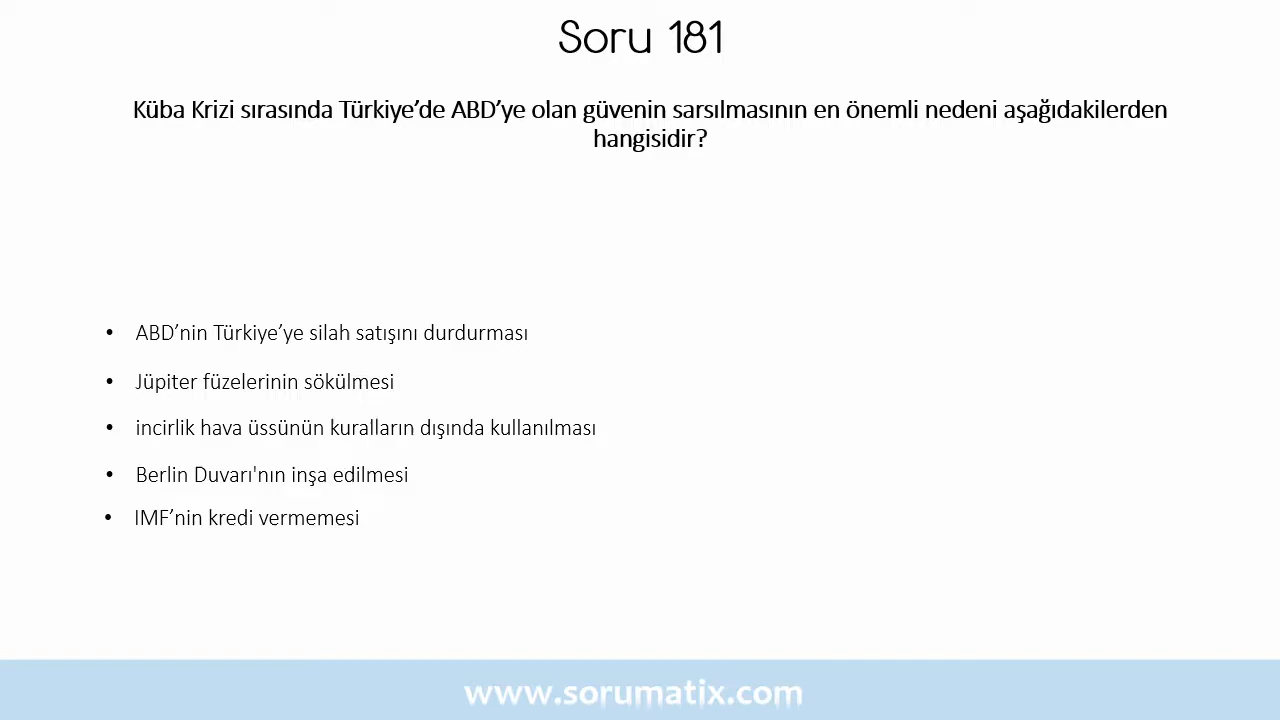 Soru 181
Küba Krizi sırasında Türkiye’de ABD’ye olan güvenin sarsılmasının en önemli nedeni aşağıdakilerden
hangisidir?
• ABD’nin Türkiye’ye silah satışını durdurması
• Jüpiter füzelerinin sökülmesi
• incirlik hava üssünün kuralların dışında kullanılması
• Berlin Duvarı'nın inşa edilmesi
• IMF’nin kredi vermemesi
www.sorumatix.com